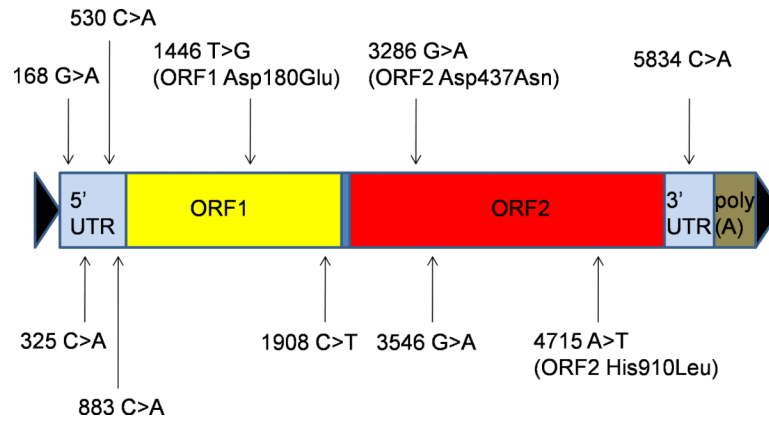 530 C>A
1446 T>G
(ORF1 Asp180Glu)
3286 G>A
(ORF2 Asp437Asn)
5834 C>A
168 G>A
5'
UTR
ORF1
ORF2
3'
UTR
poly
(A)
325 C>A
883 C>A
1908 C>T
3546 G>A
4715 A>T
(ORF2 His910Leu)